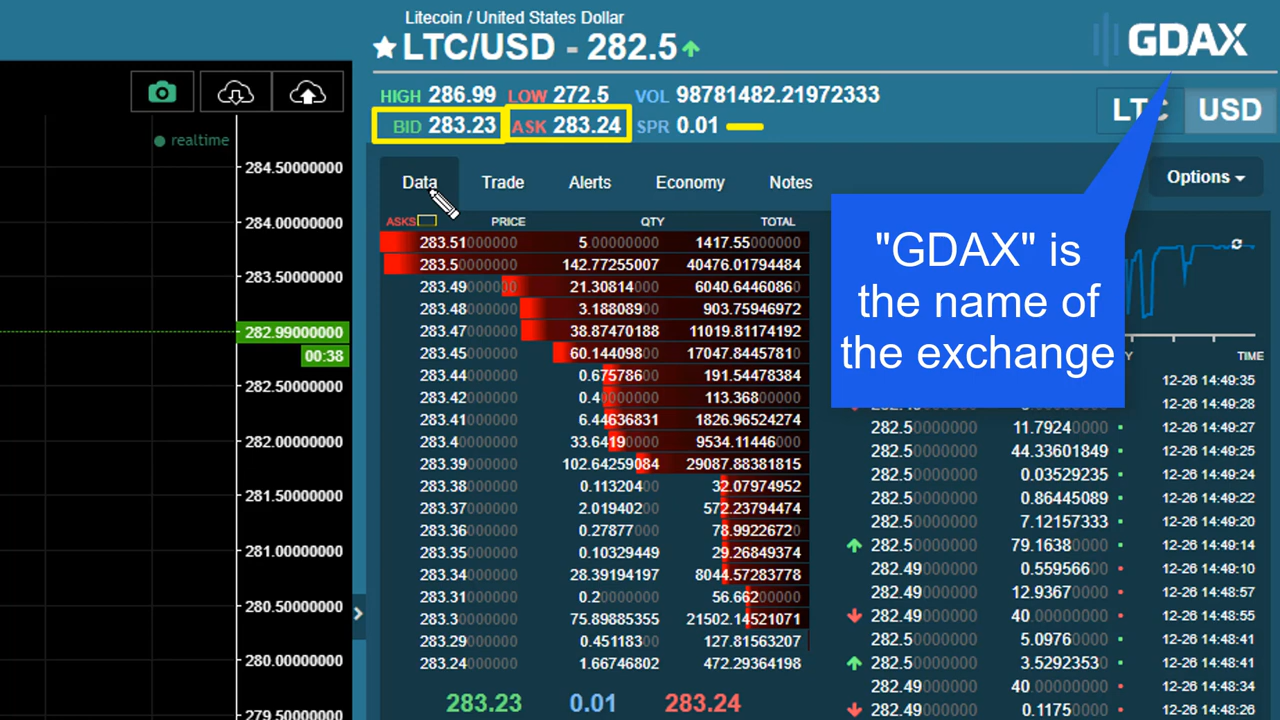 Litecoin / United States Dollar
LTC/USD - 282.5
GDAX
HIGH 286.99 LOW 272.5 VOL 98781482.21972333
BID 283.23 ASK 283.24 SPR 0.01
LTC USD
realtime
284.50000000
284.00000000
283.50000000
282.99000000
00:38
282.50000000
282.00000000
281.50000000
281.00000000
280.50000000
280.00000000
279.50000000
Data Trade Alerts Economy Notes
Options
ASKS PRICE QTY TOTAL
283.51000000 5.00000000 1417.55000000
283.50000000 142.77255007 40476.01794484
283.49000000 21.30814000 6040.64460860
283.48000000 3.18808900 903.75946972
283.47000000 38.87470188 11019.81174192
283.45000000 60.14409800 17047.84457810
283.44000000 0.67578600 191.54478384
283.42000000 0.40000000 113.36800000
283.41000000 6.44636831 1826.96524274
283.40000000 33.64190000 9534.11446000
283.39000000 102.64259084 29087.88381815
283.38000000 0.11320400 32.07974952
283.37000000 2.01940200 572.23794474
283.36000000 0.27877000 78.99226720
283.35000000 0.10329449 29.26849374
283.34000000 28.39194197 8044.57283778
283.31000000 0.20000000 56.66200000
283.30000000 75.89885355 21502.14521071
283.29000000 0.45118300 127.81563207
283.24000000 1.66746802 472.29364198
283.23 0.01 283.24
"GDAX" is
the name of
the exchange
TIME
12-26 14:49:35
12-26 14:49:28
282.50000000 11.79240000 12-26 14:49:27
282.50000000 44.33601849 12-26 14:49:25
282.50000000 0.03529235 12-26 14:49:24
282.50000000 0.86445089 12-26 14:49:22
282.50000000 7.12157333 12-26 14:49:20
282.50000000 79.16380000 12-26 14:49:14
282.49000000 0.55956600 12-26 14:49:10
282.49000000 12.93670000 12-26 14:48:57
282.49000000 40.00000000 12-26 14:48:55
282.50000000 5.09760000 12-26 14:48:41
282.50000000 3.52923530 12-26 14:48:41
282.49000000 40.00000000 12-26 14:48:34
282.49000000 0.11750000 12-26 14:48:26